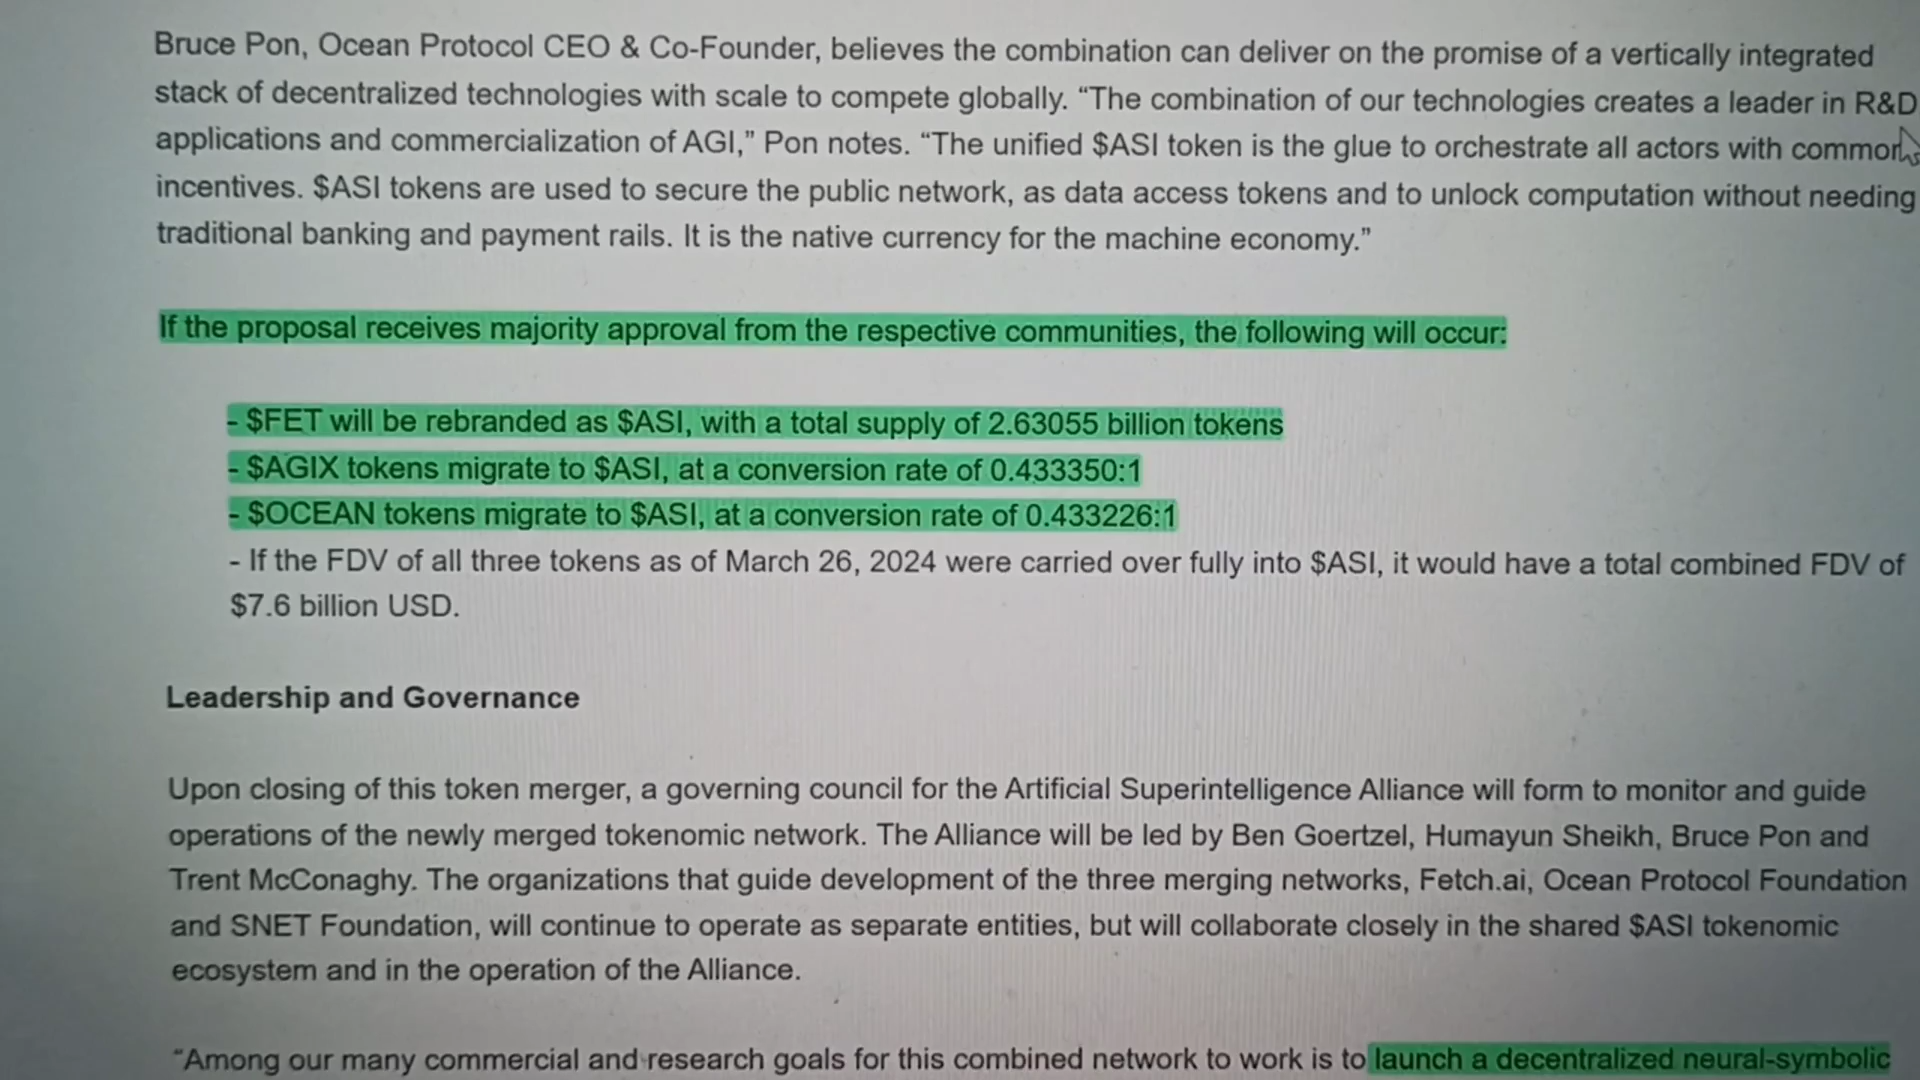 Bruce Pon, Ocean Protocol CEO & Co-Founder, believes the combination can deliver on the promise of a vertically integrated
stack of decentralized technologies with scale to compete globally. “The combination of our technologies creates a leader in R&D
applications and commercialization of AGI,” Pon notes. “The unified $ASI token is the glue to orchestrate all actors with common
incentives. $ASI tokens are used to secure the public network, as data access tokens and to unlock computation without needing
traditional banking and payment rails. It is the native currency for the machine economy.”
If the proposal receives majority approval from the respective communities, the following will occur:
- $FET will be rebranded as $ASI, with a total supply of 2.63055 billion tokens
- $AGIX tokens migrate to $ASI, at a conversion rate of 0.433350:1
- $OCEAN tokens migrate to $ASI, at a conversion rate of 0.433226:1
- If the FDV of all three tokens as of March 26, 2024 were carried over fully into $ASI, it would have a total combined FDV of
$7.6 billion USD.
Leadership and Governance
Upon closing of this token merger, a governing council for the Artificial Superintelligence Alliance will form to monitor and guide
operations of the newly merged tokenomic network. The Alliance will be led by Ben Goertzel, Humayun Sheikh, Bruce Pon and
Trent McConaghy. The organizations that guide development of the three merging networks, Fetch.ai, Ocean Protocol Foundation
and SNET Foundation, will continue to operate as separate entities, but will collaborate closely in the shared $ASI tokenomic
ecosystem and in the operation of the Alliance.
“Among our many commercial and research goals for this combined network to work is to launch a decentralized neural-symbolic